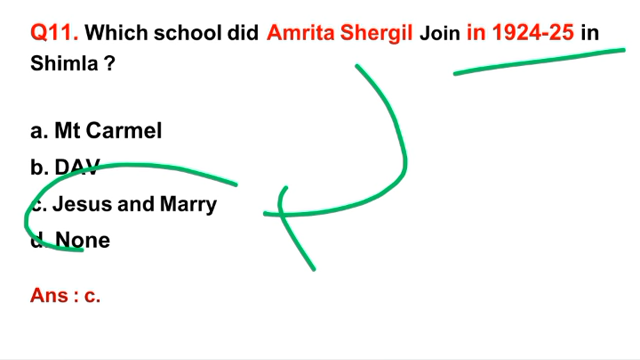 Q11. Which school did Amrita Shergil Join in 1924-25 in
Shimla ?
a. Mt Carmel
b. DAV
c. Jesus and Marry
d. None
Ans : c.